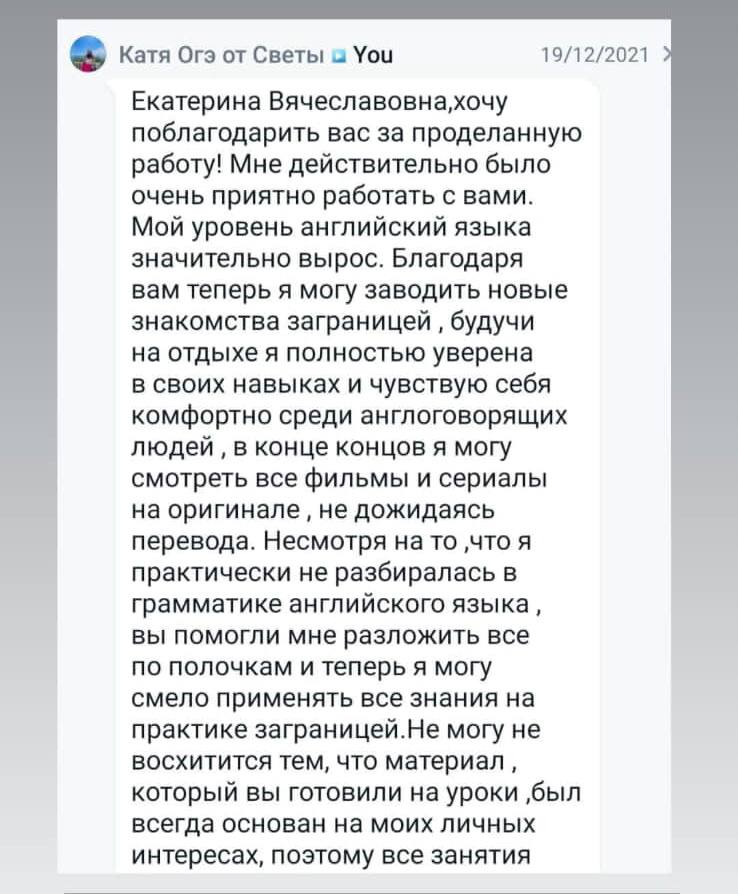 Катя Огэ от Светы ▶ You 19/12/2021
Екатерина Вячеславовна,хочу
поблагодарить вас за проделанную
работу! Мне действительно было
очень приятно работать с вами.
Мой уровень английский языка
значительно вырос. Благодаря
вам теперь я могу заводить новые
знакомства заграницей , будучи
на отдыхе я полностью уверена
в своих навыках и чувствую себя
комфортно среди англоговорящих
людей , в конце концов я могу
смотреть все фильмы и сериалы
на оригинале , не дожидаясь
перевода. Несмотря на то ,что я
практически не разбиралась в
грамматике английского языка ,
вы помогли мне разложить все
по полочкам и теперь я могу
смело применять все знания на
практике заграницей.Не могу не
восхитится тем, что материал ,
который вы готовили на уроки ,был
всегда основан на моих личных
интересах, поэтому все занятия